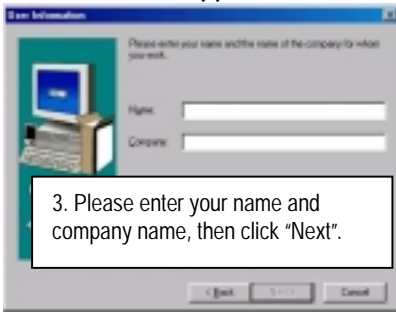 User Information
Please enter your name and the name of the company for whom
you work.
Name:
Company:
3. Please enter your name and
company name, then click “Next”.
< Back
Cancel